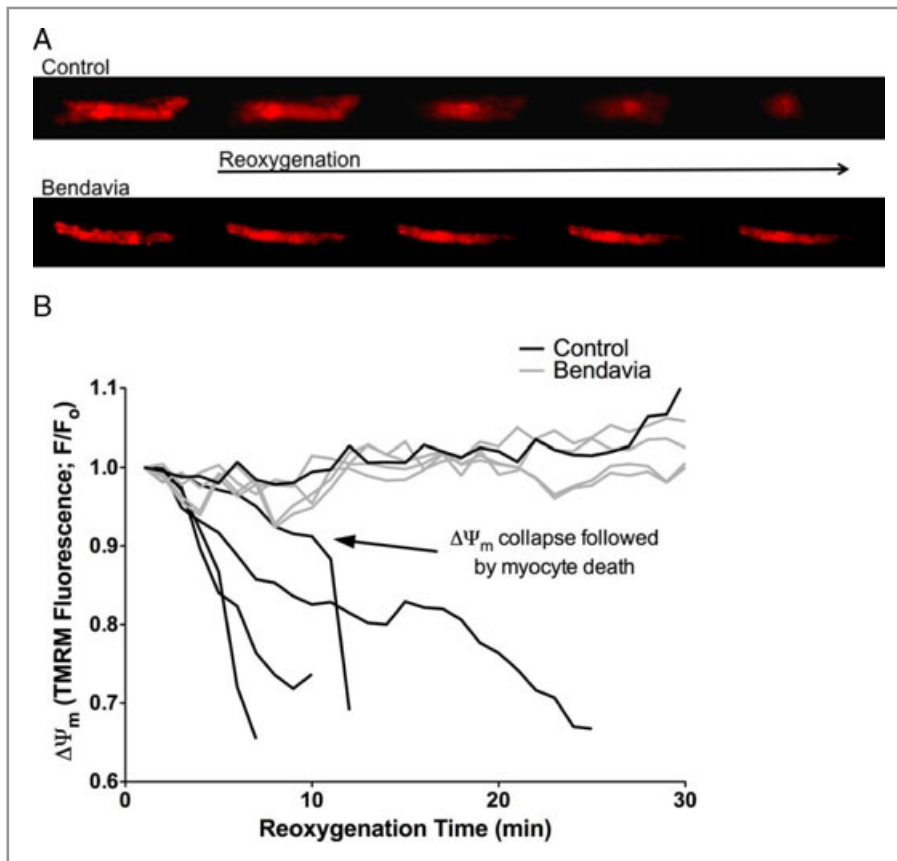 A
Control
Reoxygenation
Bendavia
B
Control
Bendavia
1.1
1.0
0.9
0.8
0.7
0.6
ΔΨm (TMRM Fluorescence; F/Fo)
ΔΨm collapse followed
by myocyte death
0
10
20
30
Reoxygenation Time (min)